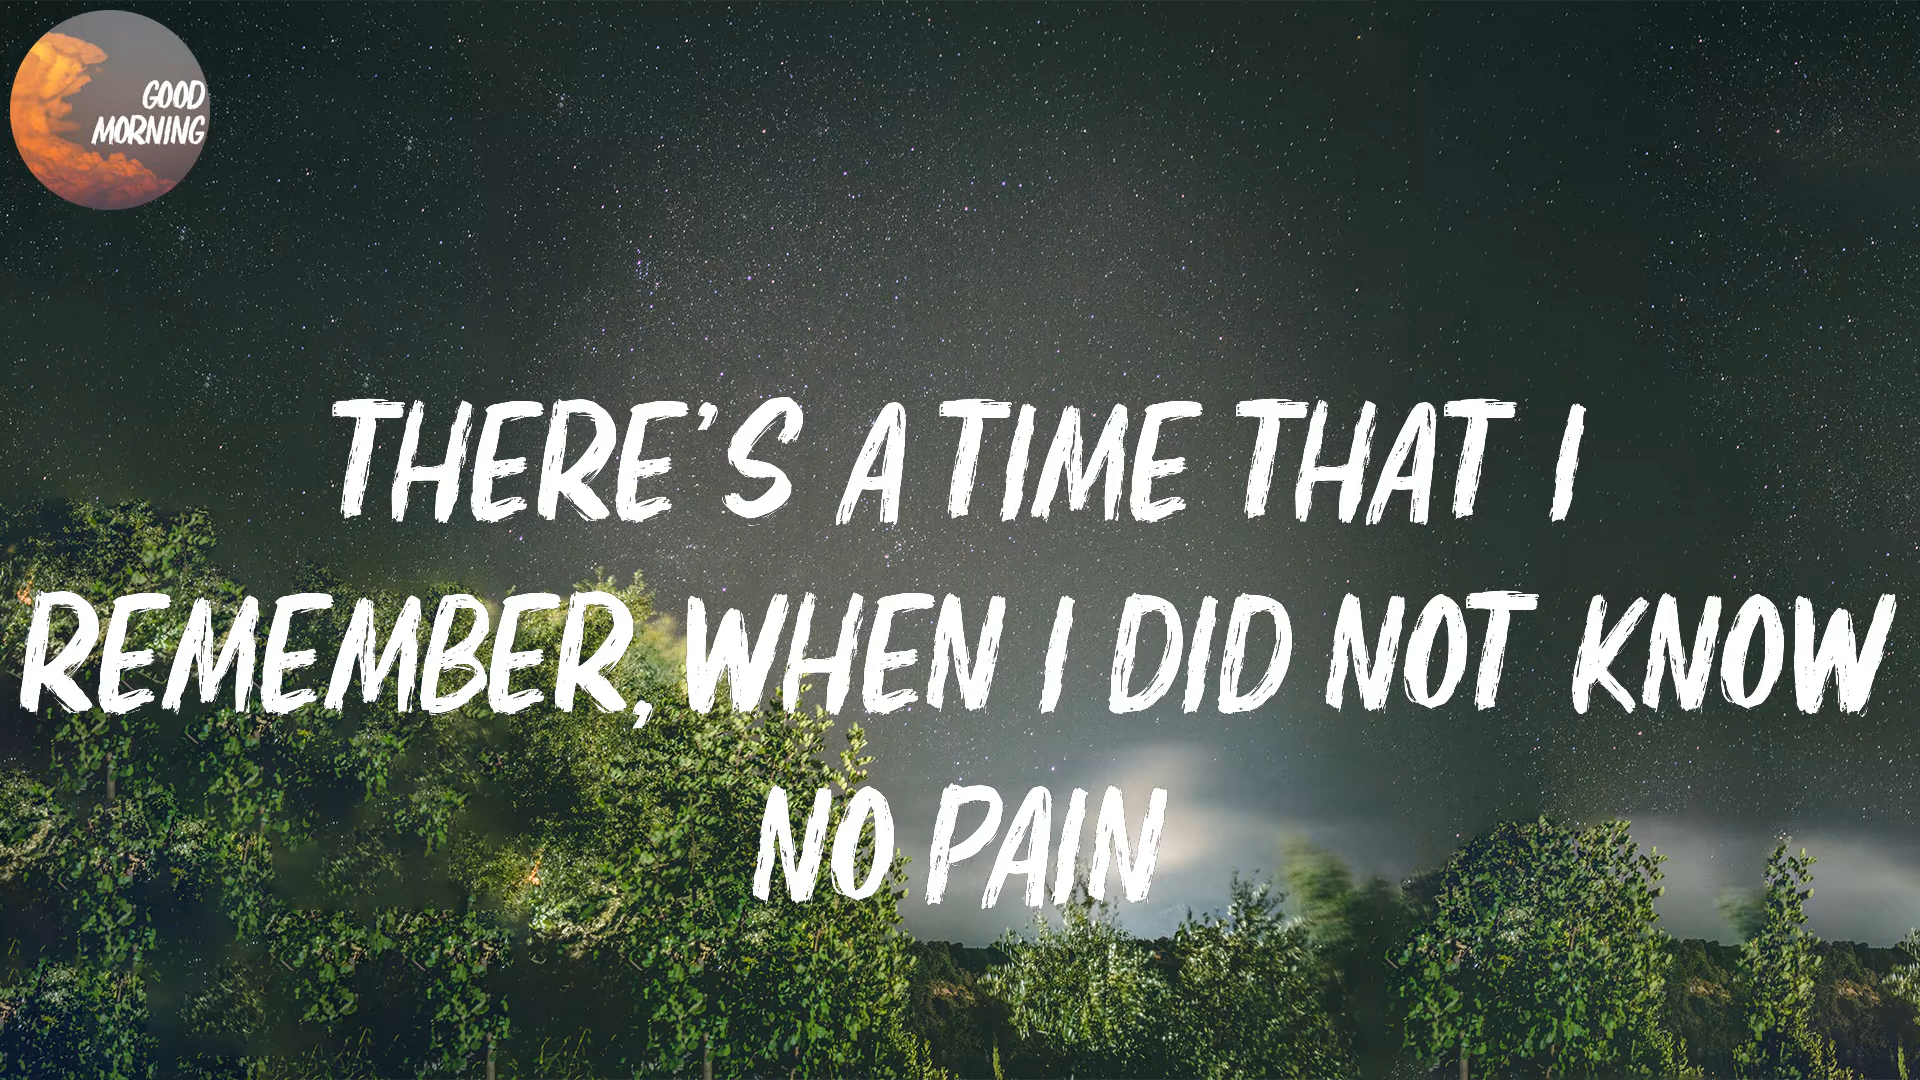 GOOD
MORNING
THERE'S A TIME THAT I
REMEMBER, WHEN I DID NOT KNOW
NO PAIN